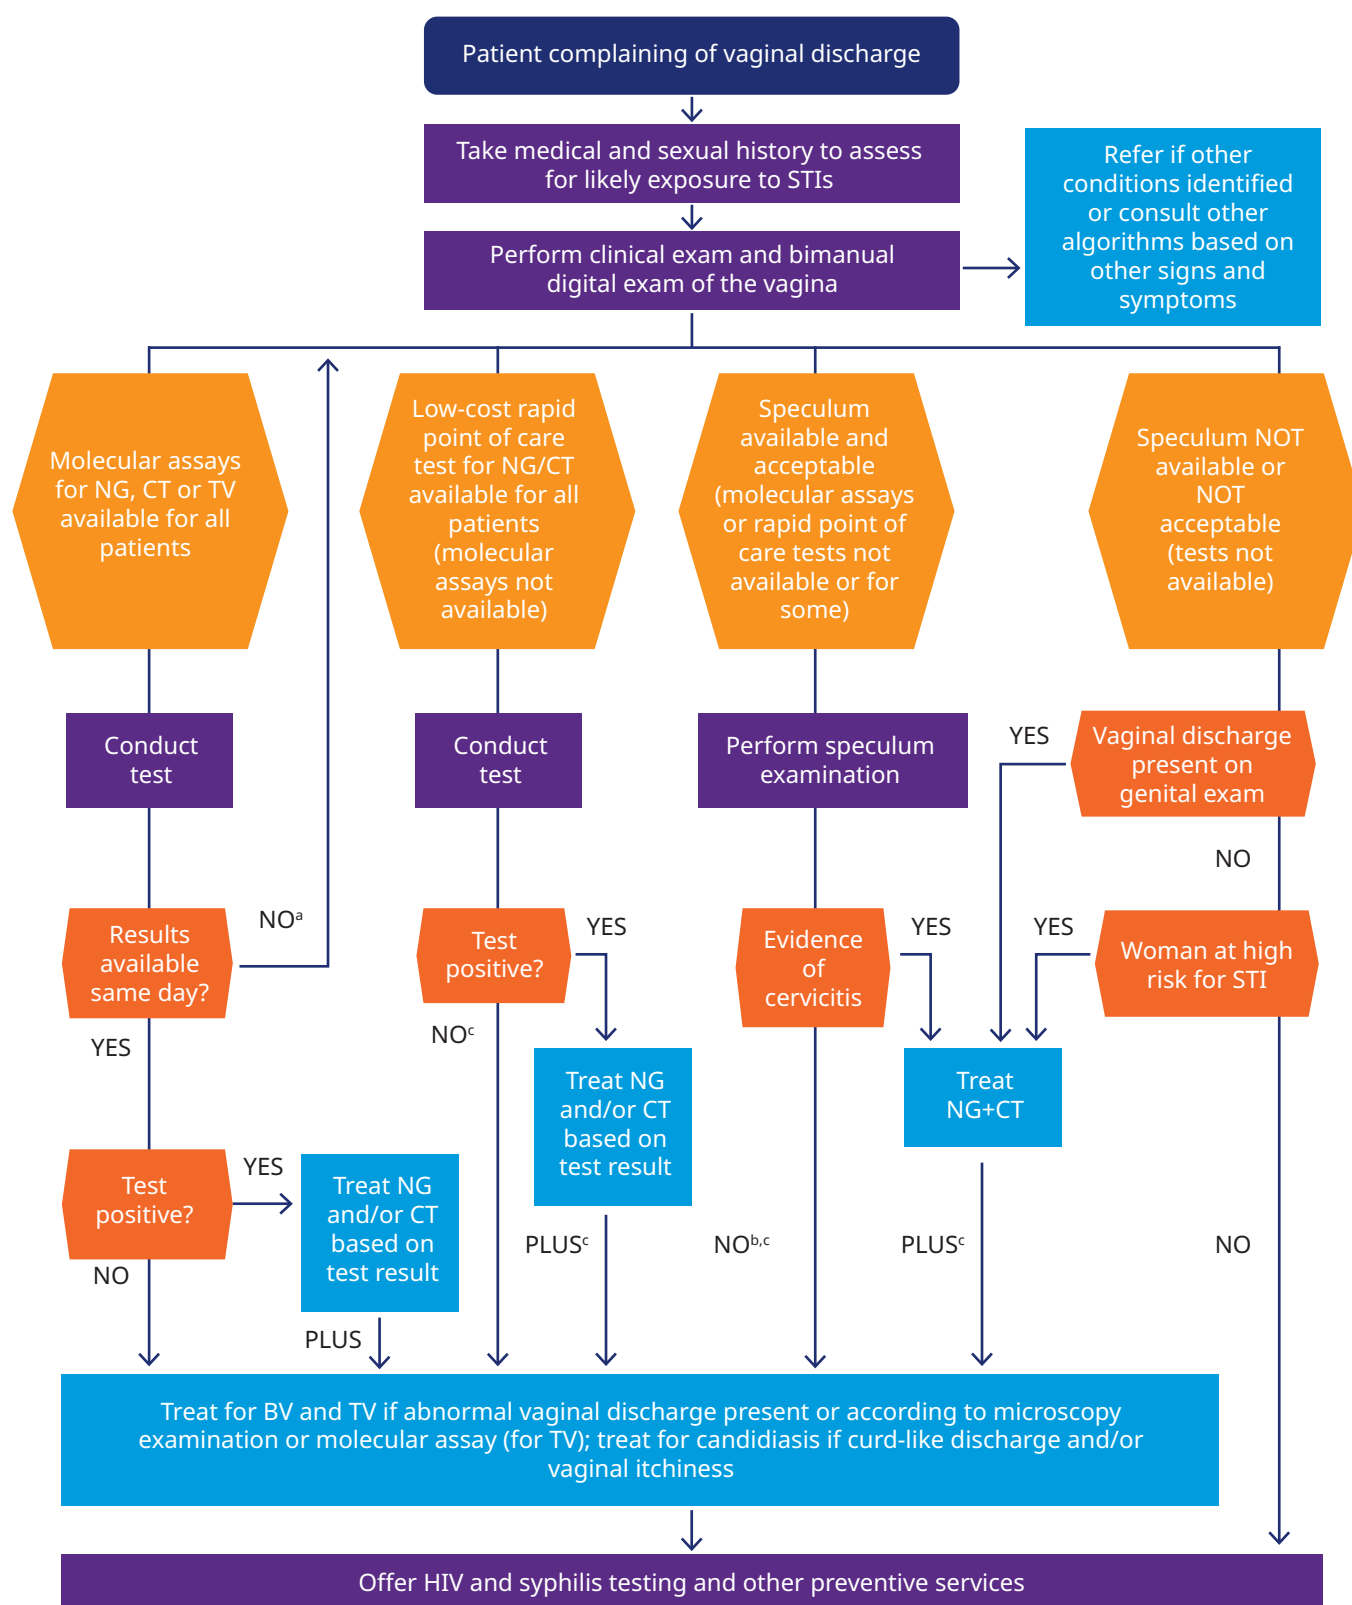 Patient complaining of vaginal discharge
Take medical and sexual history to assess
for likely exposure to STIs
Perform clinical exam and bimanual
digital exam of the vagina
Refer if other
conditions identified
or consult other
algorithms based on
other signs and
symptoms
Molecular assays
for NG, CT or TV
available for all
patients
Low-cost rapid
point of care
test for NG/CT
available for all
patients
(molecular
assays not
available)
Speculum
available and
acceptable
(molecular assays
or rapid point of
care tests not
available or for
some)
Speculum NOT
available or
NOT
acceptable
(tests not
available)
Conduct
test
Conduct
test
Perform speculum
examination
YES
Vaginal discharge
present on
genital exam
NO
Results
available
same day?
NOᵃ
Test
positive?
YES
Evidence
of
cervicitis
YES
YES
Woman at high
risk for STI
YES
NOᶜ
Treat NG
and/or CT
based on
test result
Treat
NG+CT
Test
positive?
YES
Treat NG
and/or CT
based on
test result
NO
PLUS
PLUSᶜ
NOᵇ,ᶜ
PLUSᶜ
NO
Treat for BV and TV if abnormal vaginal discharge present or according to microscopy
examination or molecular assay (for TV); treat for candidiasis if curd-like discharge and/or
vaginal itchiness
Offer HIV and syphilis testing and other preventive services